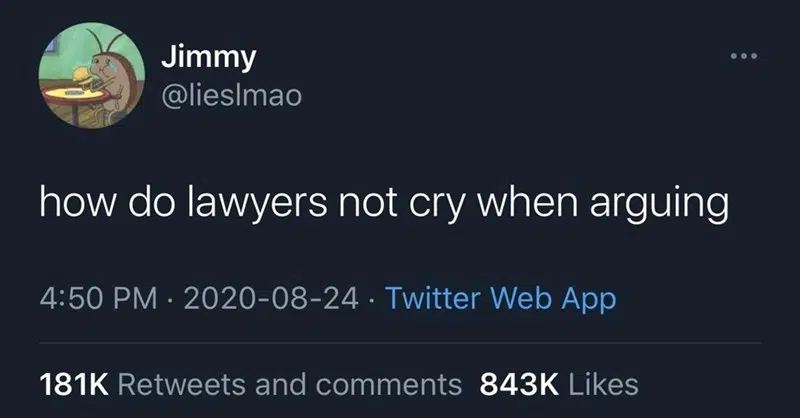 Jimmy
@lieslmao
how do lawyers not cry when arguing
4:50 PM · 2020-08-24 · Twitter Web App
181K Retweets and comments 843K Likes